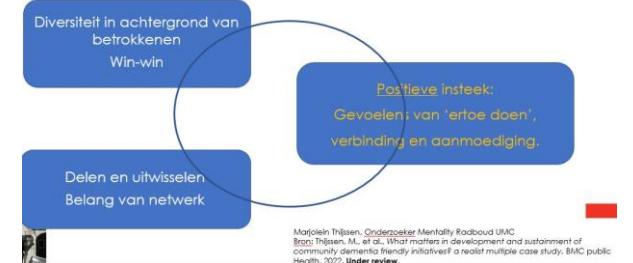 Diversiteit in achtergrond van
betrokkenen
Win-win
Positieve insteek:
Gevoelens van ‘ertoe doen’,
verbinding en aanmoediging.
Delen en uitwisselen
Belang van netwerk
Marjolein Thijssen, Onderzoeker Mentality Radboud UMC
Bron: Thijssen, M., et al., What matters in development and sustainment of
community dementia friendly initiatives? a realist multiple case study. BMC public
Health. 2022. Under review.